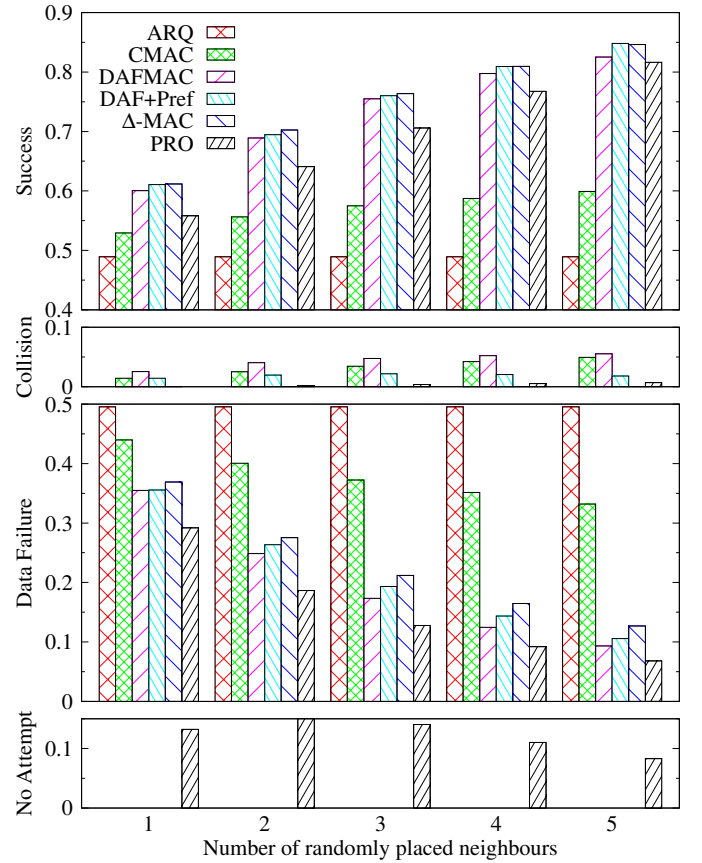 0.9
0.8
0.7
0.6
0.5
0.4
Success
ARQ
CMAC
DAFMAC
DAF+Pref
Δ-MAC
PRO
0.1
0
Collision
0.5
0.4
0.3
0.2
0.1
0
Data Failure
0.1
0
No Attempt
1 2 3 4 5
Number of randomly placed neighbours